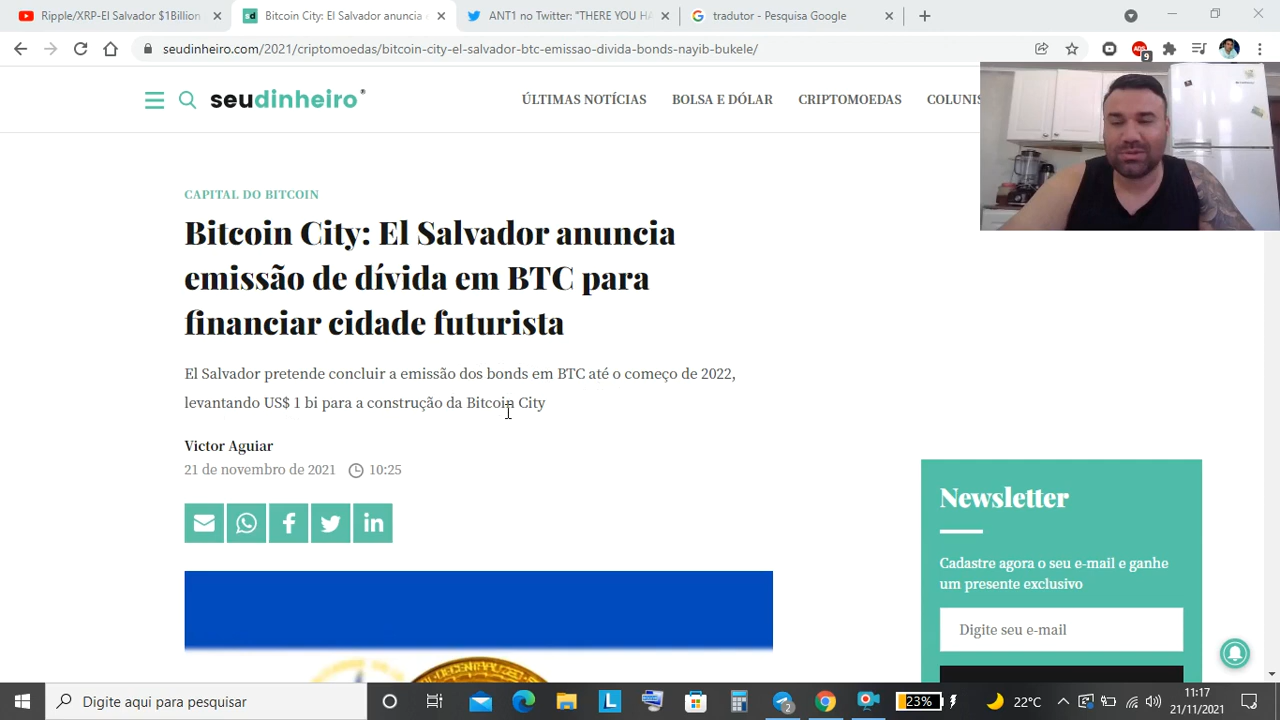 Ripple/XRP-El Salvador $1Billion
Bitcoin City: El Salvador anuncia
ANT1 no Twitter: "THERE YOU HA
tradutor - Pesquisa Google
seudinheiro.com/2021/criptomoedas/bitcoin-city-el-salvador-btc-emissao-divida-bonds-nayib-bukele/
ADS
9
seudinheiro
ÚLTIMAS NOTÍCIAS
BOLSA E DÓLAR
CRIPTOMOEDAS
COLUNIS
CAPITAL DO BITCOIN
Bitcoin City: El Salvador anuncia
emissão de dívida em BTC para
financiar cidade futurista
El Salvador pretende concluir a emissão dos bonds em BTC até o começo de 2022,
levantando US$ 1 bi para a construção da Bitcoin City
Victor Aguiar
21 de novembro de 2021
10:25
Newsletter
Cadastre agora o seu e-mail e ganhe
um presente exclusivo
Digite seu e-mail
Digite aqui para pesquisar
2
23%
22°C
11:17
21/11/2021